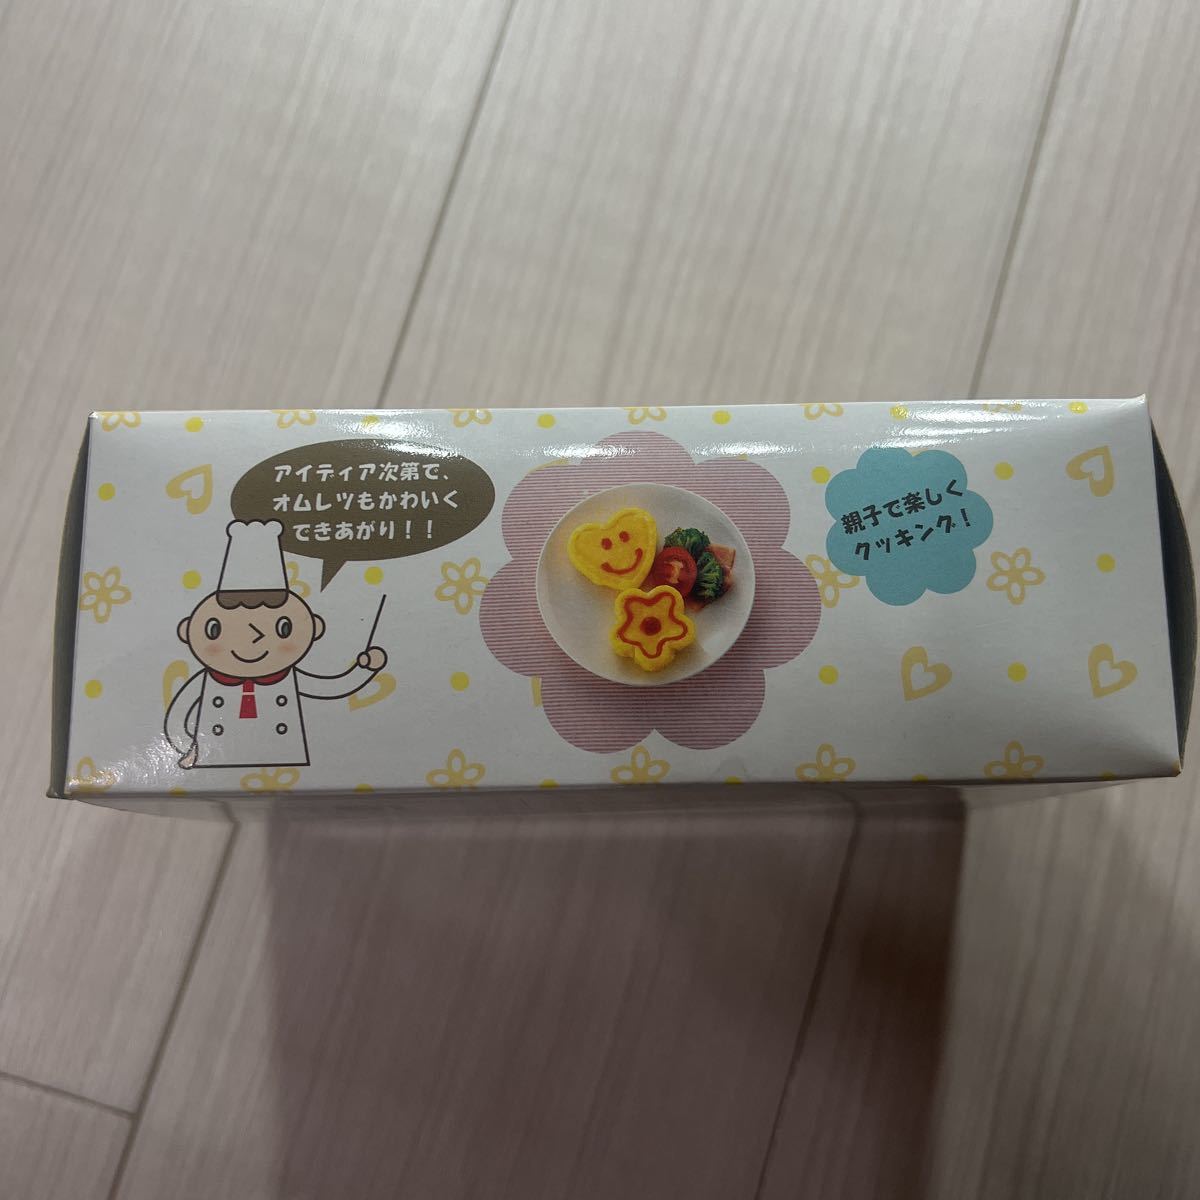 アイディア次第で、
オムレツもかわいく
できあがり！！
親子で楽しく
クッキング！